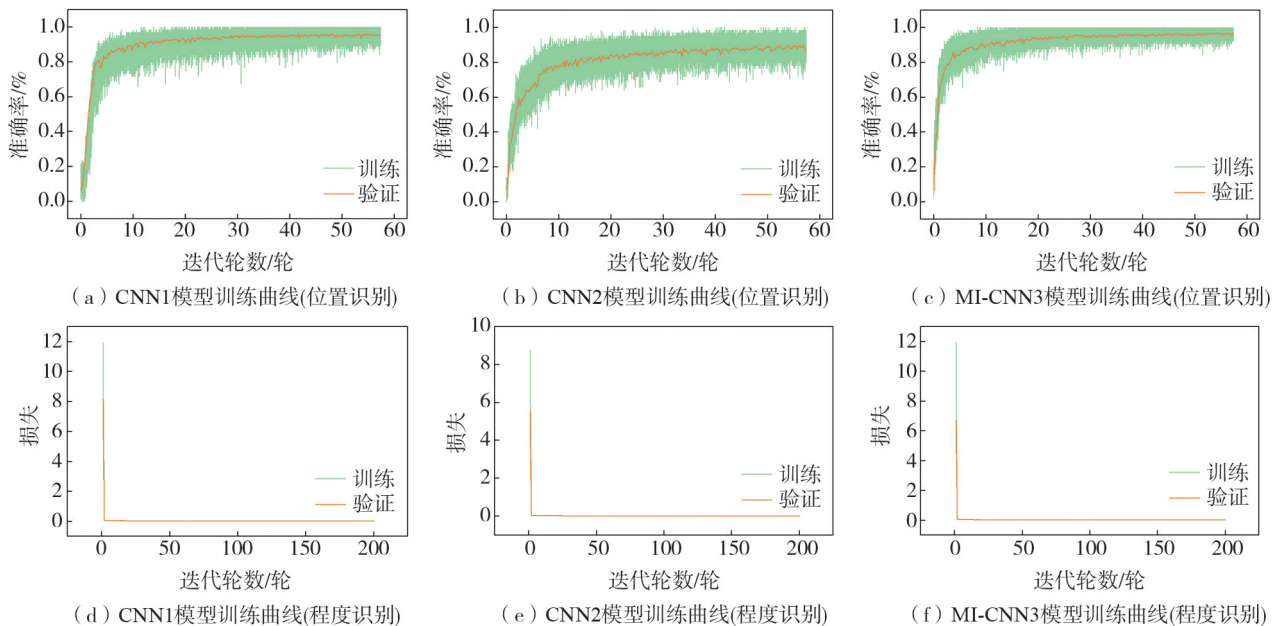 1.0
0.8
0.6
0.4
0.2
0.0
准确率/%
训练
验证
0 10 20 30 40 50 60
迭代轮数/轮
（a）CNN1模型训练曲线(位置识别)
1.0
0.8
0.6
0.4
0.2
0.0
准确率/%
训练
验证
0 10 20 30 40 50 60
迭代轮数/轮
（b）CNN2模型训练曲线(位置识别)
1.0
0.8
0.6
0.4
0.2
0.0
准确率/%
训练
验证
0 10 20 30 40 50 60
迭代轮数/轮
（c）MI-CNN3模型训练曲线(位置识别)
12
10
8
6
4
2
0
损失
训练
验证
0 50 100 150 200
迭代轮数/轮
（d）CNN1模型训练曲线(程度识别)
10
8
6
4
2
0
损失
训练
验证
0 50 100 150 200
迭代轮数/轮
（e）CNN2模型训练曲线(程度识别)
12
10
8
6
4
2
0
损失
训练
验证
0 50 100 150 200
迭代轮数/轮
（f）MI-CNN3模型训练曲线(程度识别)